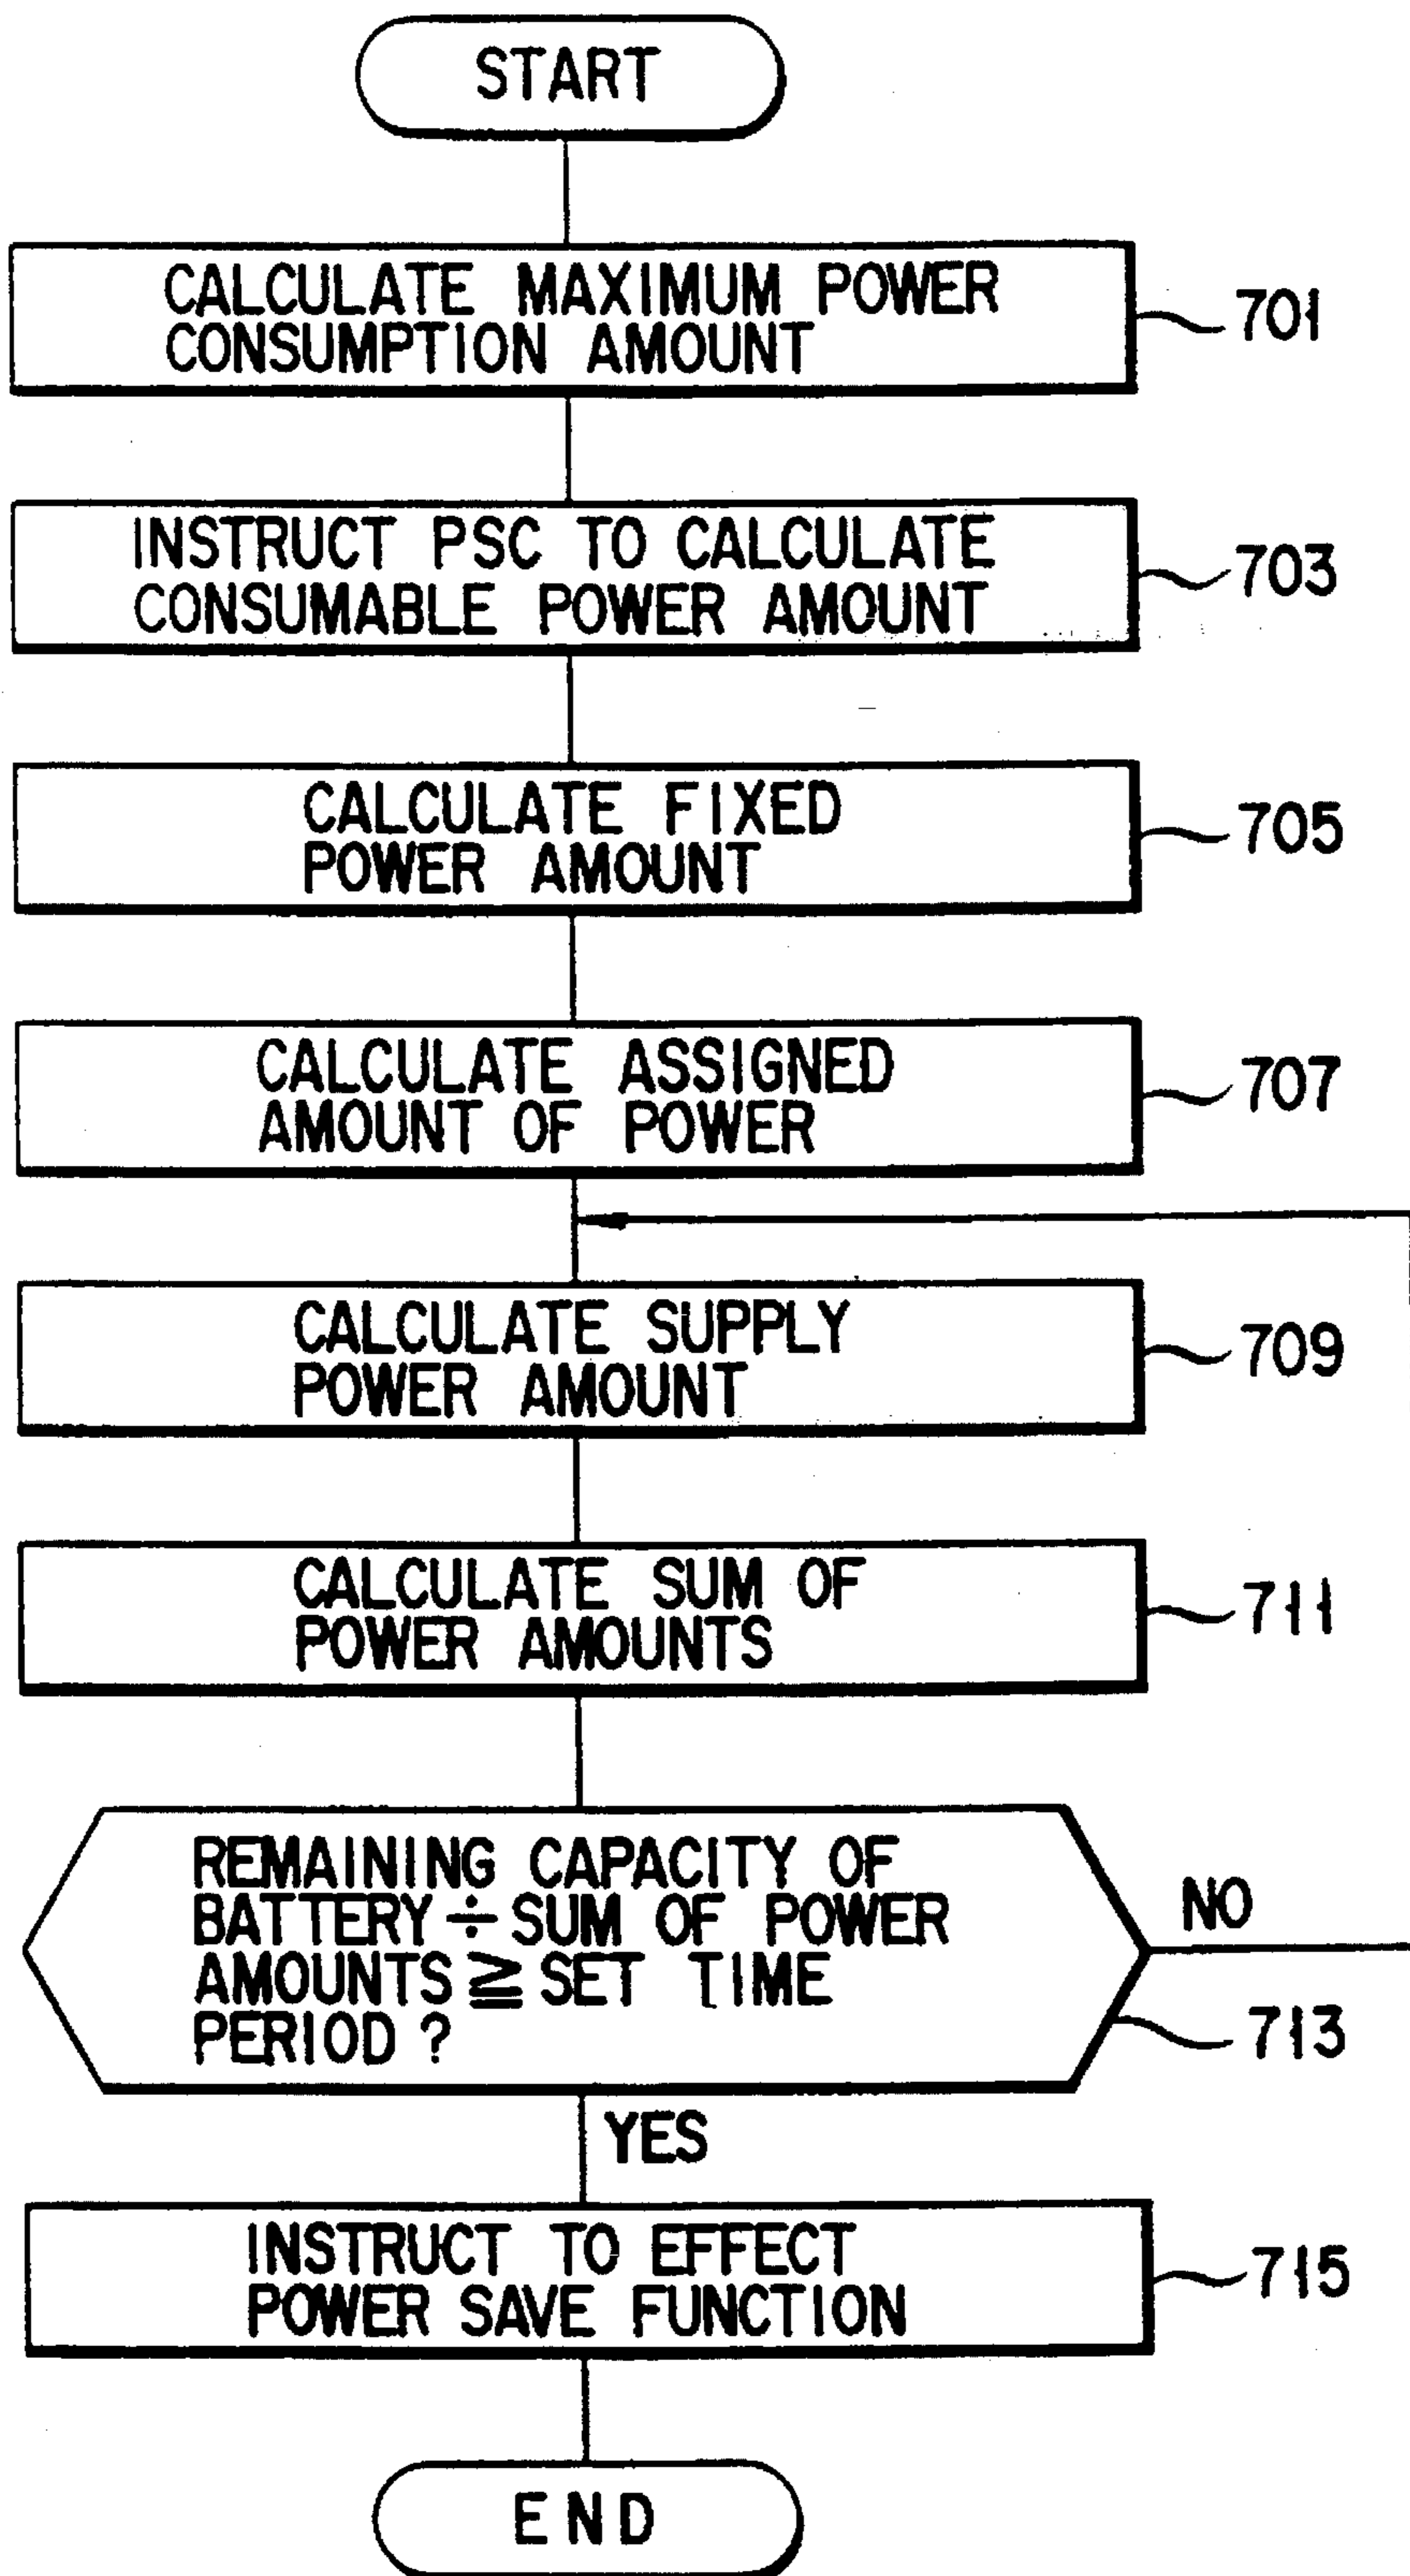 START
CALCULATE MAXIMUM POWER
CONSUMPTION AMOUNT
701
INSTRUCT PSC TO CALCULATE
CONSUMABLE POWER AMOUNT
703
CALCULATE FIXED
POWER AMOUNT
705
CALCULATE ASSIGNED
AMOUNT OF POWER
707
CALCULATE SUPPLY
POWER AMOUNT
709
CALCULATE SUM OF
POWER AMOUNTS
711
REMAINING CAPACITY OF
BATTERY ÷ SUM OF POWER
AMOUNTS ≧ SET TIME
PERIOD ?
NO
713
YES
INSTRUCT TO EFFECT
POWER SAVE FUNCTION
715
END